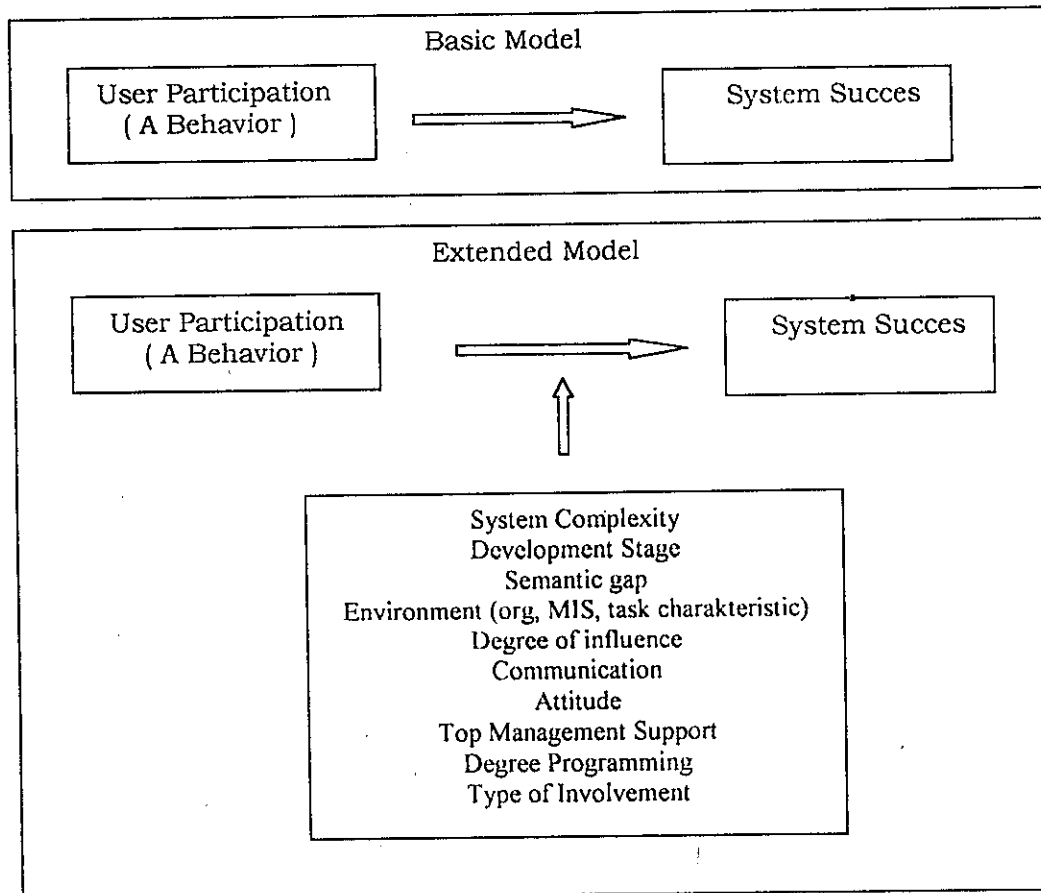 Basic Model
User Participation
( A Behavior )
System Succes
Extended Model
User Participation
( A Behavior )
System Succes
System Complexity
Development Stage
Semantic gap
Environment (org, MIS, task charakteristic)
Degree of influence
Communication
Attitude
Top Management Support
Degree Programming
Type of Involvement